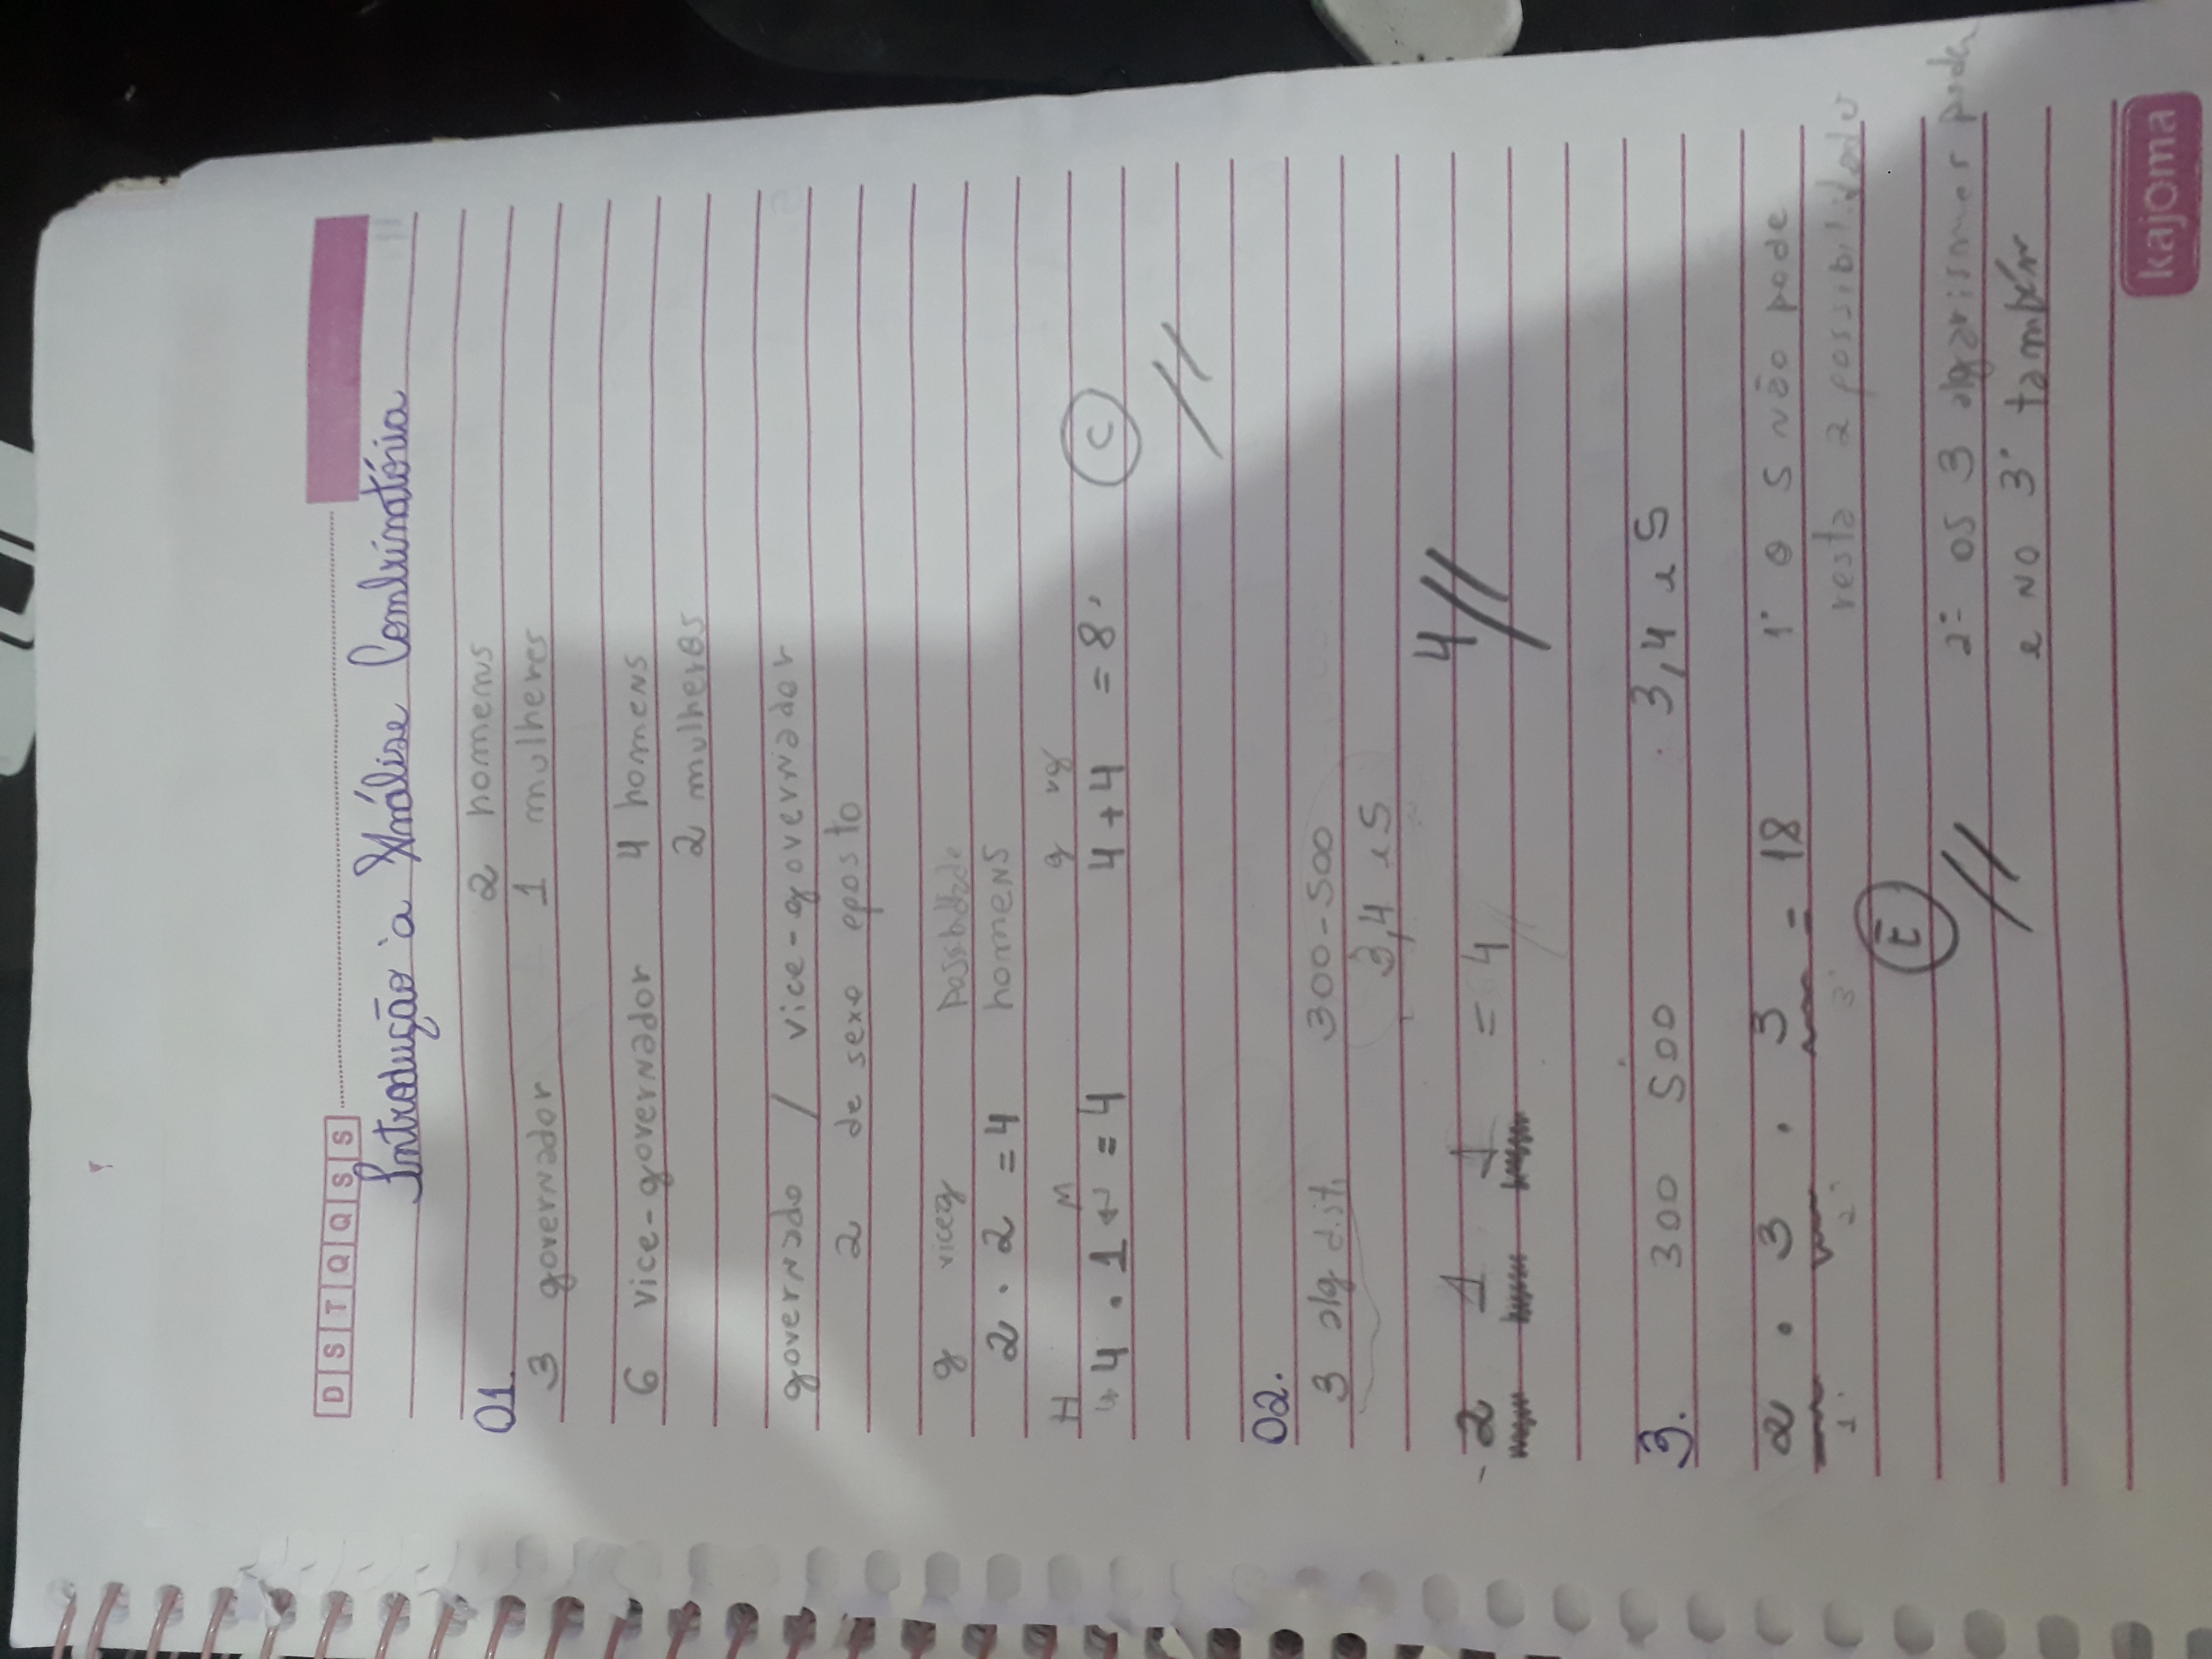 D S T Q Q S S
Introdução à Análise Combinatória
01. 2 homens
3 governador 1 mulheres
6 vice-governador 4 homens
2 mulheres
governado / vice-governador
2 de sexo eposto
g viceg Possibilidade
2 . 2 = 4 homens
H M g vg
4 . 1 = 4 4 + 4 = 8 C
02.
3 alg dist. 300-500
3,4 e 5
2 1 1 = 4 4
3. 300 500 3,4 e 5
2 . 3 . 3 = 18 1° o 5 não pode
1° 2° 3° resta 2 possibilidades
E
2= os 3 algarismos podem
e no 3° também
kajoma